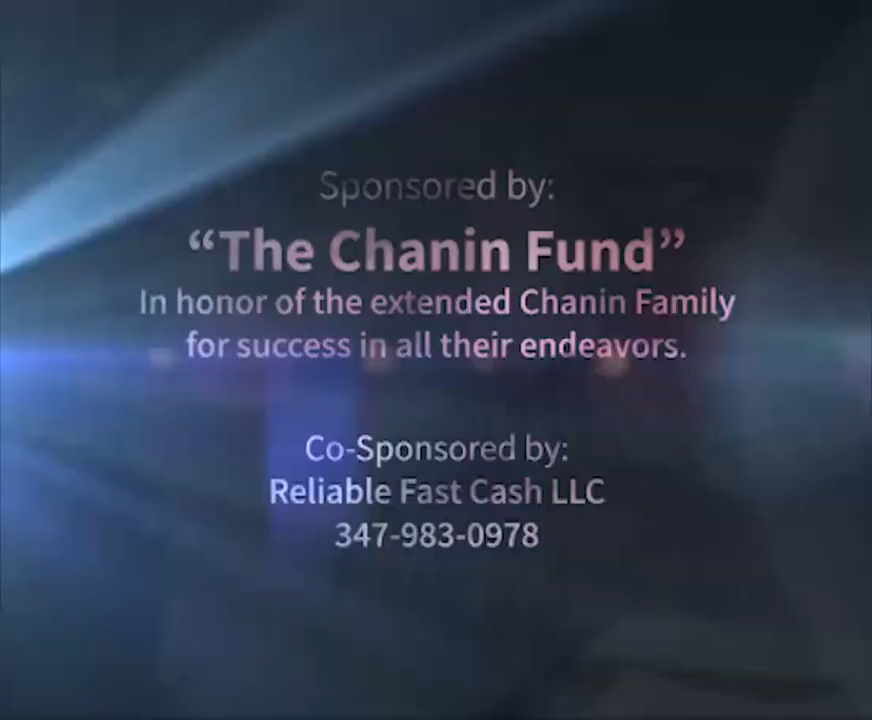 Sponsored by:
“The Chanin Fund”
In honor of the extended Chanin Family
for success in all their endeavors.
Co-Sponsored by:
Reliable Fast Cash LLC
347-983-0978